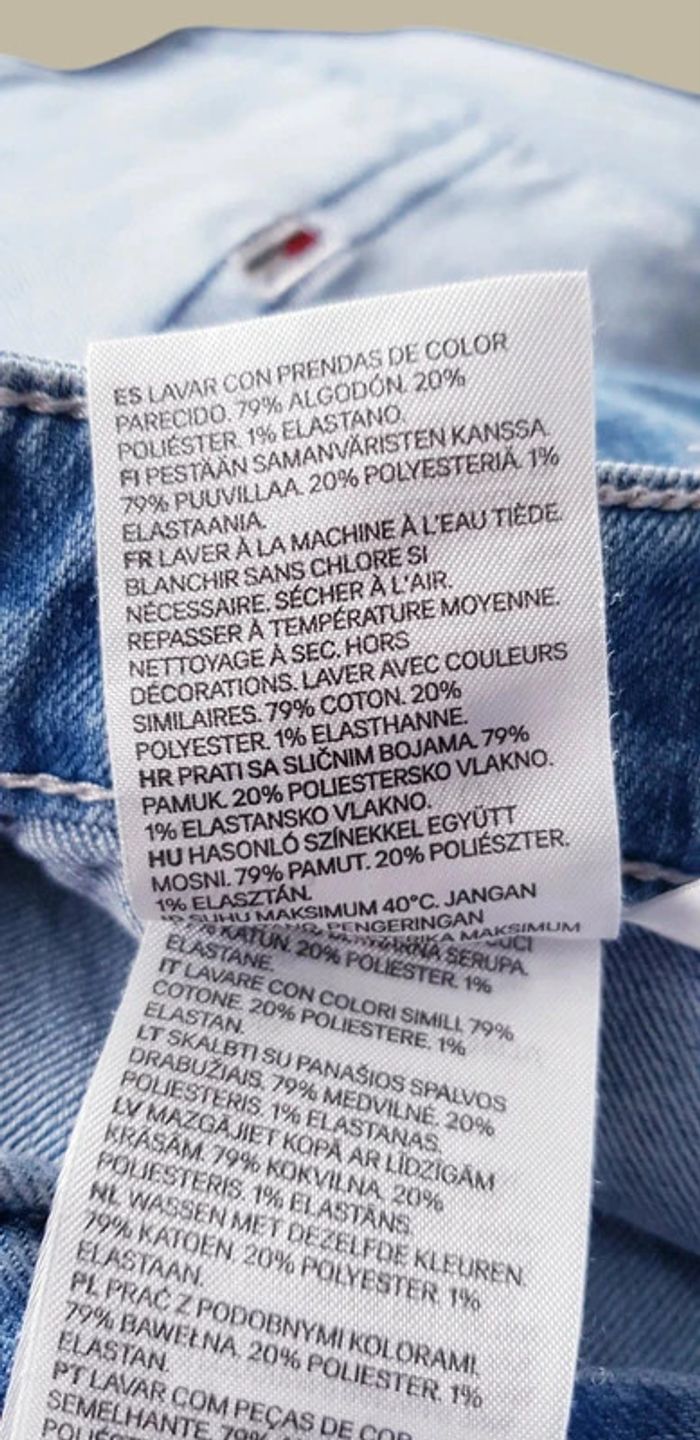 ES LAVAR CON PRENDAS DE COLOR
PARECIDO. 79% ALGODÓN. 20%
POLIÉSTER. 1% ELASTANO.
FI PESTÄÄN SAMANVÄRISTEN KANSSA.
79% PUUVILLAA. 20% POLYESTERIÄ. 1%
ELASTAANIA.
FR LAVER À LA MACHINE À L'EAU TIÈDE.
BLANCHIR SANS CHLORE SI
NÉCESSAIRE. SÉCHER À L'AIR.
REPASSER À TEMPÉRATURE MOYENNE.
NETTOYAGE À SEC. HORS
DÉCORATIONS. LAVER AVEC COULEURS
SIMILAIRES. 79% COTON. 20%
POLYESTER. 1% ELASTHANNE.
HR PRATI SA SLIČNIM BOJAMA. 79%
PAMUK. 20% POLIESTERSKO VLAKNO.
1% ELASTANSKO VLAKNO.
HU HASONLÓ SZÍNEKKEL EGYÜTT
MOSNI. 79% PAMUT. 20% POLIÉSZTER.
1% ELASZTÁN.
SUHU MAKSIMUM 40°C. JANGAN
PENGERINGAN
MAKSIMUM
SERUPA.
KATUN. 20% POLIESTER. 1%
ELASTANE.
IT LAVARE CON COLORI SIMILI. 79%
COTONE. 20% POLIESTERE. 1%
ELASTAN.
LT SKALBTI SU PANAŠIOS SPALVOS
DRABUŽIAIS. 79% MEDVILNĖ. 20%
POLIESTERIS. 1% ELASTANAS.
LV MAZGĀJIET KOPĀ AR LĪDZĪGĀM
KRĀSĀM. 79% KOKVILNA. 20%
POLIESTERIS. 1% ELASTĀNS.
NL WASSEN MET DEZELFDE KLEUREN.
79% KATOEN. 20% POLYESTER. 1%
ELASTAAN.
PL PRAĆ Z PODOBNYMI KOLORAMI.
79% BAWEŁNA. 20% POLIESTER. 1%
ELASTAN.
PT LAVAR COM PEÇAS DE COR
SEMELHANTE. 79%